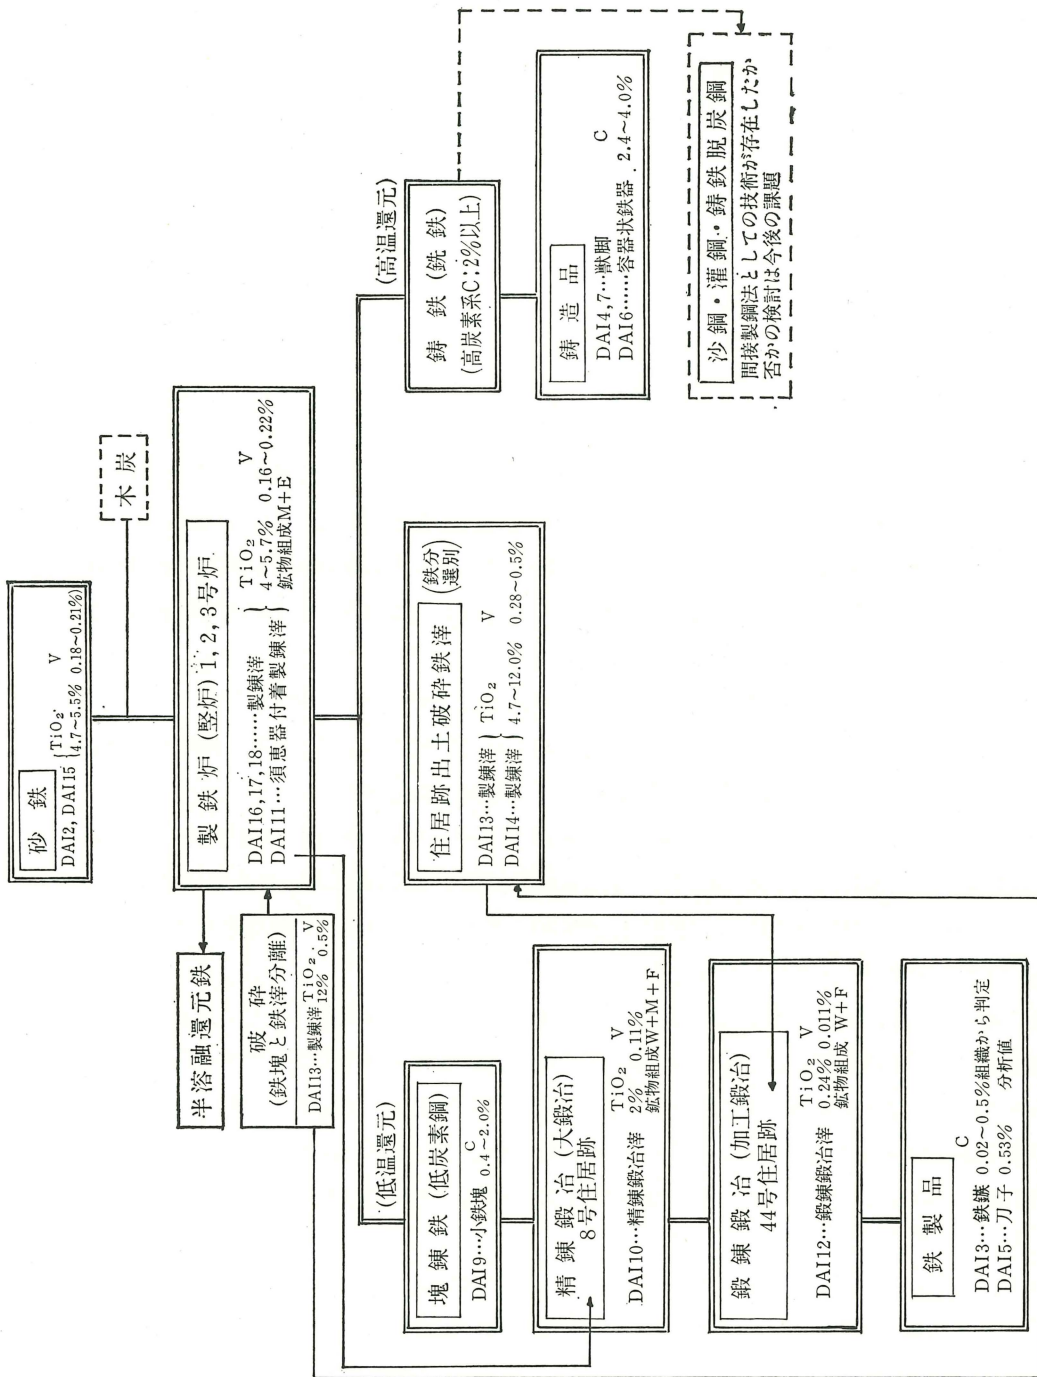 砂鉄
DAI2, DAI15 {TiO₂ V
4.7~5.5% 0.18~0.21%)
木炭
製鉄炉(竪炉)1,2,3号炉
DAI16,17,18……製錬滓
DAI11…須恵器付着製錬滓
TiO₂ V
4~5.7% 0.16~0.22%
鉱物組成M+E
半溶融還元鉄
破砕
(鉄塊と鉄滓分離)
DAI13…製錬滓 TiO₂ V
12% 0.5%
(低温還元)
(高温還元)
塊錬鉄(低炭素鋼)
C
DAI9…小鉄塊 0.4~2.0%
精錬鍛冶(大鍛冶)
8号住居跡
DAI10…精錬鍛冶滓
TiO₂ V
2% 0.11%
鉱物組成W+M+F
鍛錬鍛冶(加工鍛冶)
44号住居跡
DAI12…鍛錬鍛冶滓
TiO₂ V
0.24% 0.011%
鉱物組成 W+F
鉄製品
C
DAI3…鉄鏃 0.02~0.5%組織から判定
DAI5…刀子 0.53% 分析値
住居跡出土破砕鉄滓
(鉄分
選別)
DAI13…製錬滓
DAI14…製錬滓
TiO₂ V
4.7~12.0% 0.28~0.5%
鋳鉄(銑鉄)
(高炭素系C:2%以上)
鋳造品
DAI4,7…獣脚 C
DAI6……容器状鉄器 2.4~4.0%
沙鋼・灌鋼・鋳鉄脱炭鋼
間接製鋼法としての技術が存在したか
否かの検討は今後の課題